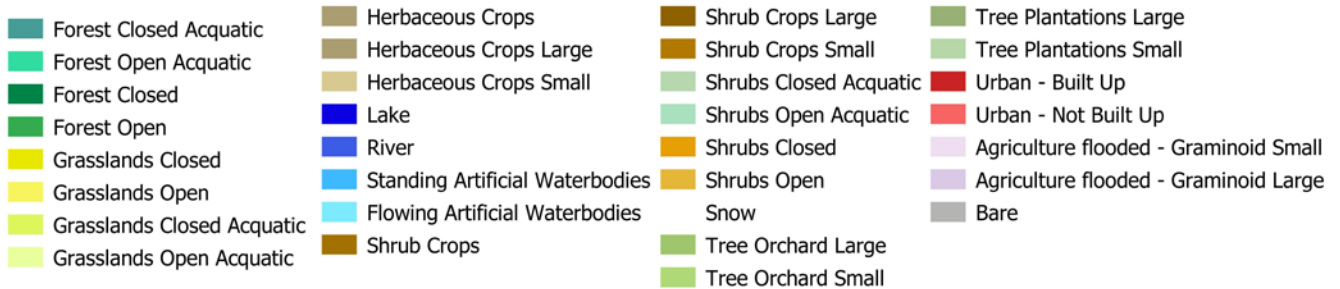 Forest Closed Acquatic
Forest Open Acquatic
Forest Closed
Forest Open
Grasslands Closed
Grasslands Open
Grasslands Closed Acquatic
Grasslands Open Acquatic
Herbaceous Crops
Herbaceous Crops Large
Herbaceous Crops Small
Lake
River
Standing Artificial Waterbodies
Flowing Artificial Waterbodies
Shrub Crops
Shrub Crops Large
Shrub Crops Small
Shrubs Closed Acquatic
Shrubs Open Acquatic
Shrubs Closed
Shrubs Open
Snow
Tree Orchard Large
Tree Orchard Small
Tree Plantations Large
Tree Plantations Small
Urban - Built Up
Urban - Not Built Up
Agriculture flooded - Graminoid Small
Agriculture flooded - Graminoid Large
Bare